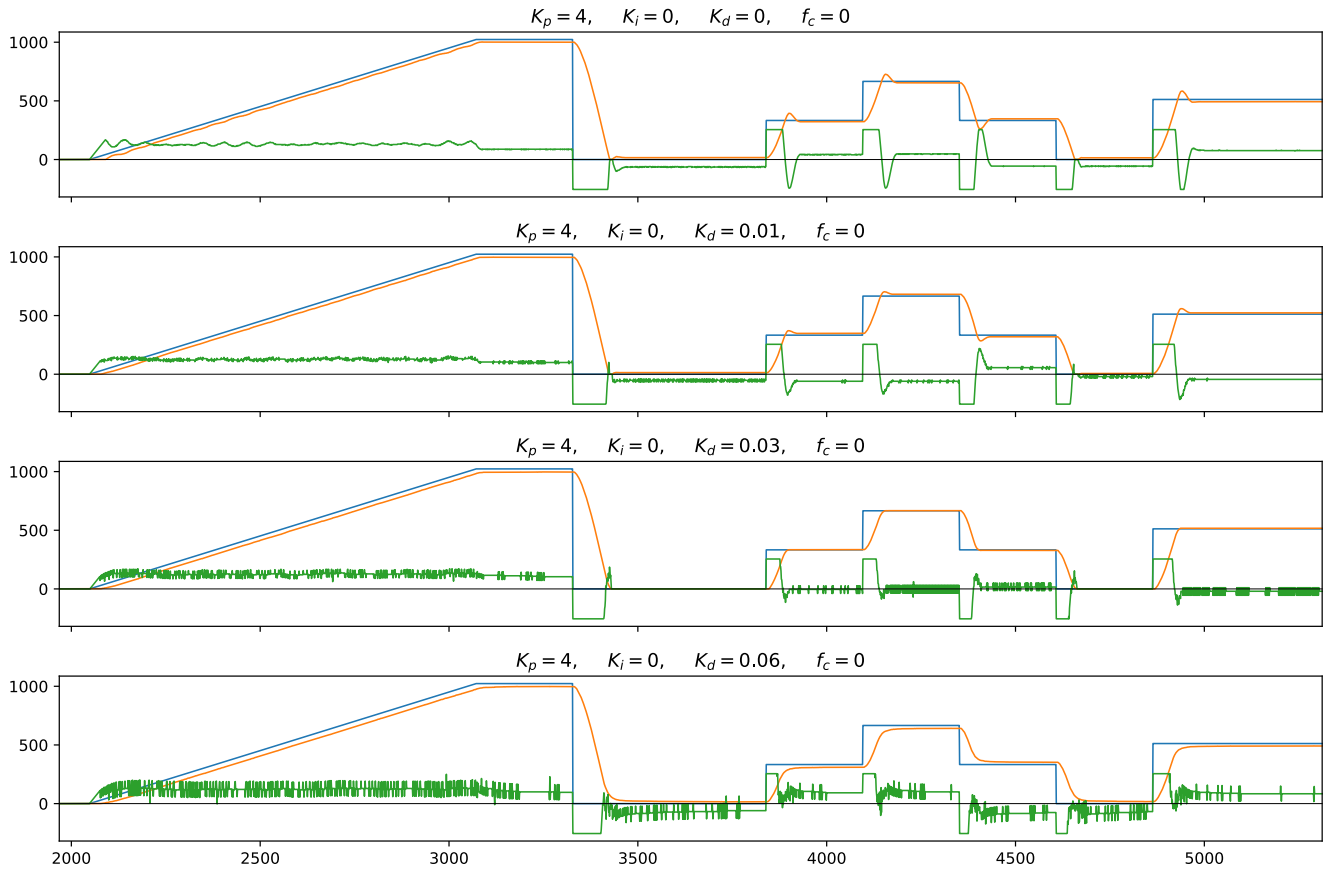 K_p = 4, K_i = 0, K_d = 0, f_c = 0
1000
500
0
K_p = 4, K_i = 0, K_d = 0.01, f_c = 0
1000
500
0
K_p = 4, K_i = 0, K_d = 0.03, f_c = 0
1000
500
0
K_p = 4, K_i = 0, K_d = 0.06, f_c = 0
1000
500
0
2000 2500 3000 3500 4000 4500 5000